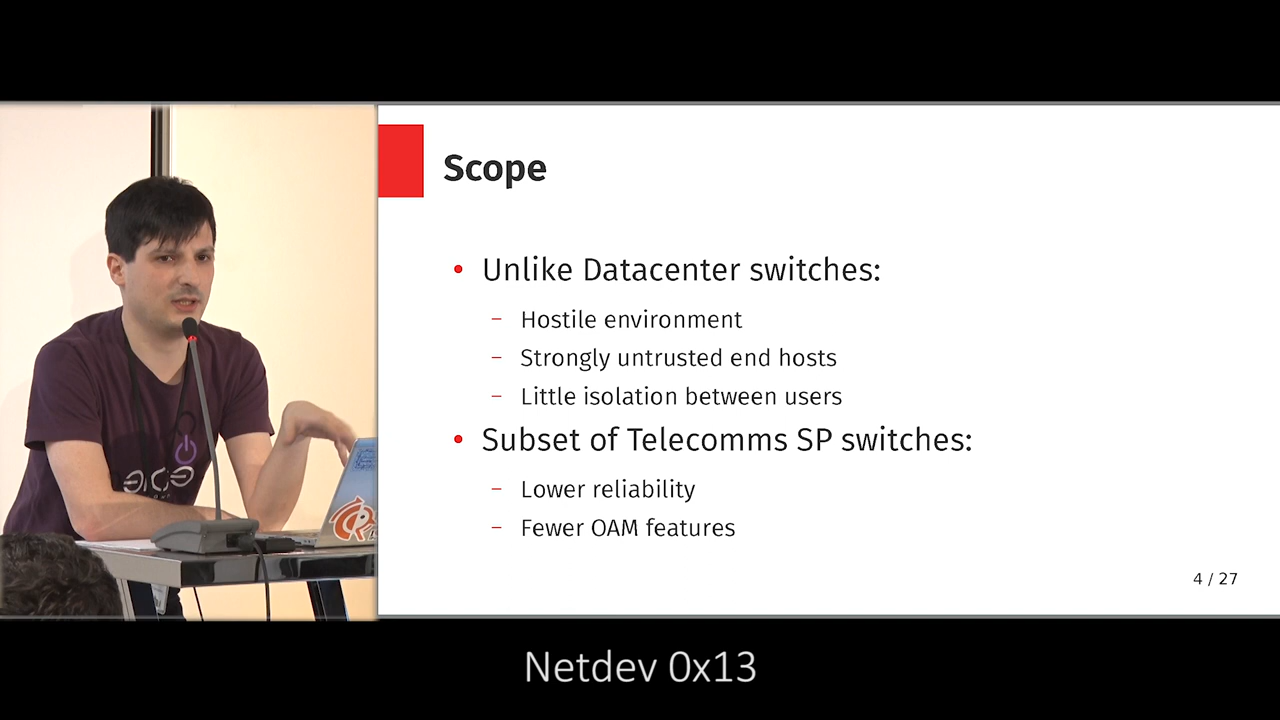 Scope
• Unlike Datacenter switches:
– Hostile environment
– Strongly untrusted end hosts
– Little isolation between users
• Subset of Telecomms SP switches:
– Lower reliability
– Fewer OAM features
4 / 27
Netdev 0x13